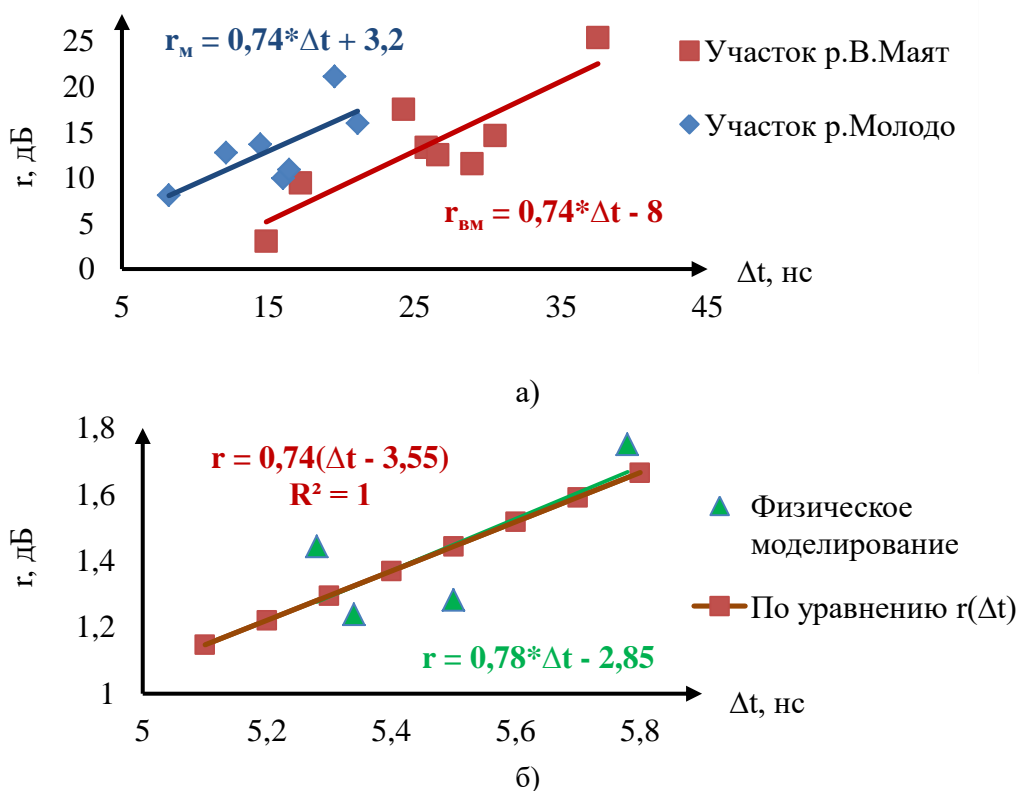 25
20
15
10
5
0
r, дБ
rм = 0,74*Δt + 3,2
rвм = 0,74*Δt - 8
Участок р.В.Маят
Участок р.Молодо
5
15
25
35
45
Δt, нс
а)
1,8
1,6
1,4
1,2
1
r, дБ
r = 0,74(Δt - 3,55)
R² = 1
r = 0,78*Δt - 2,85
Физическое
моделирование
По уравнению r(Δt)
5
5,2
5,4
5,6
5,8
Δt, нс
б)